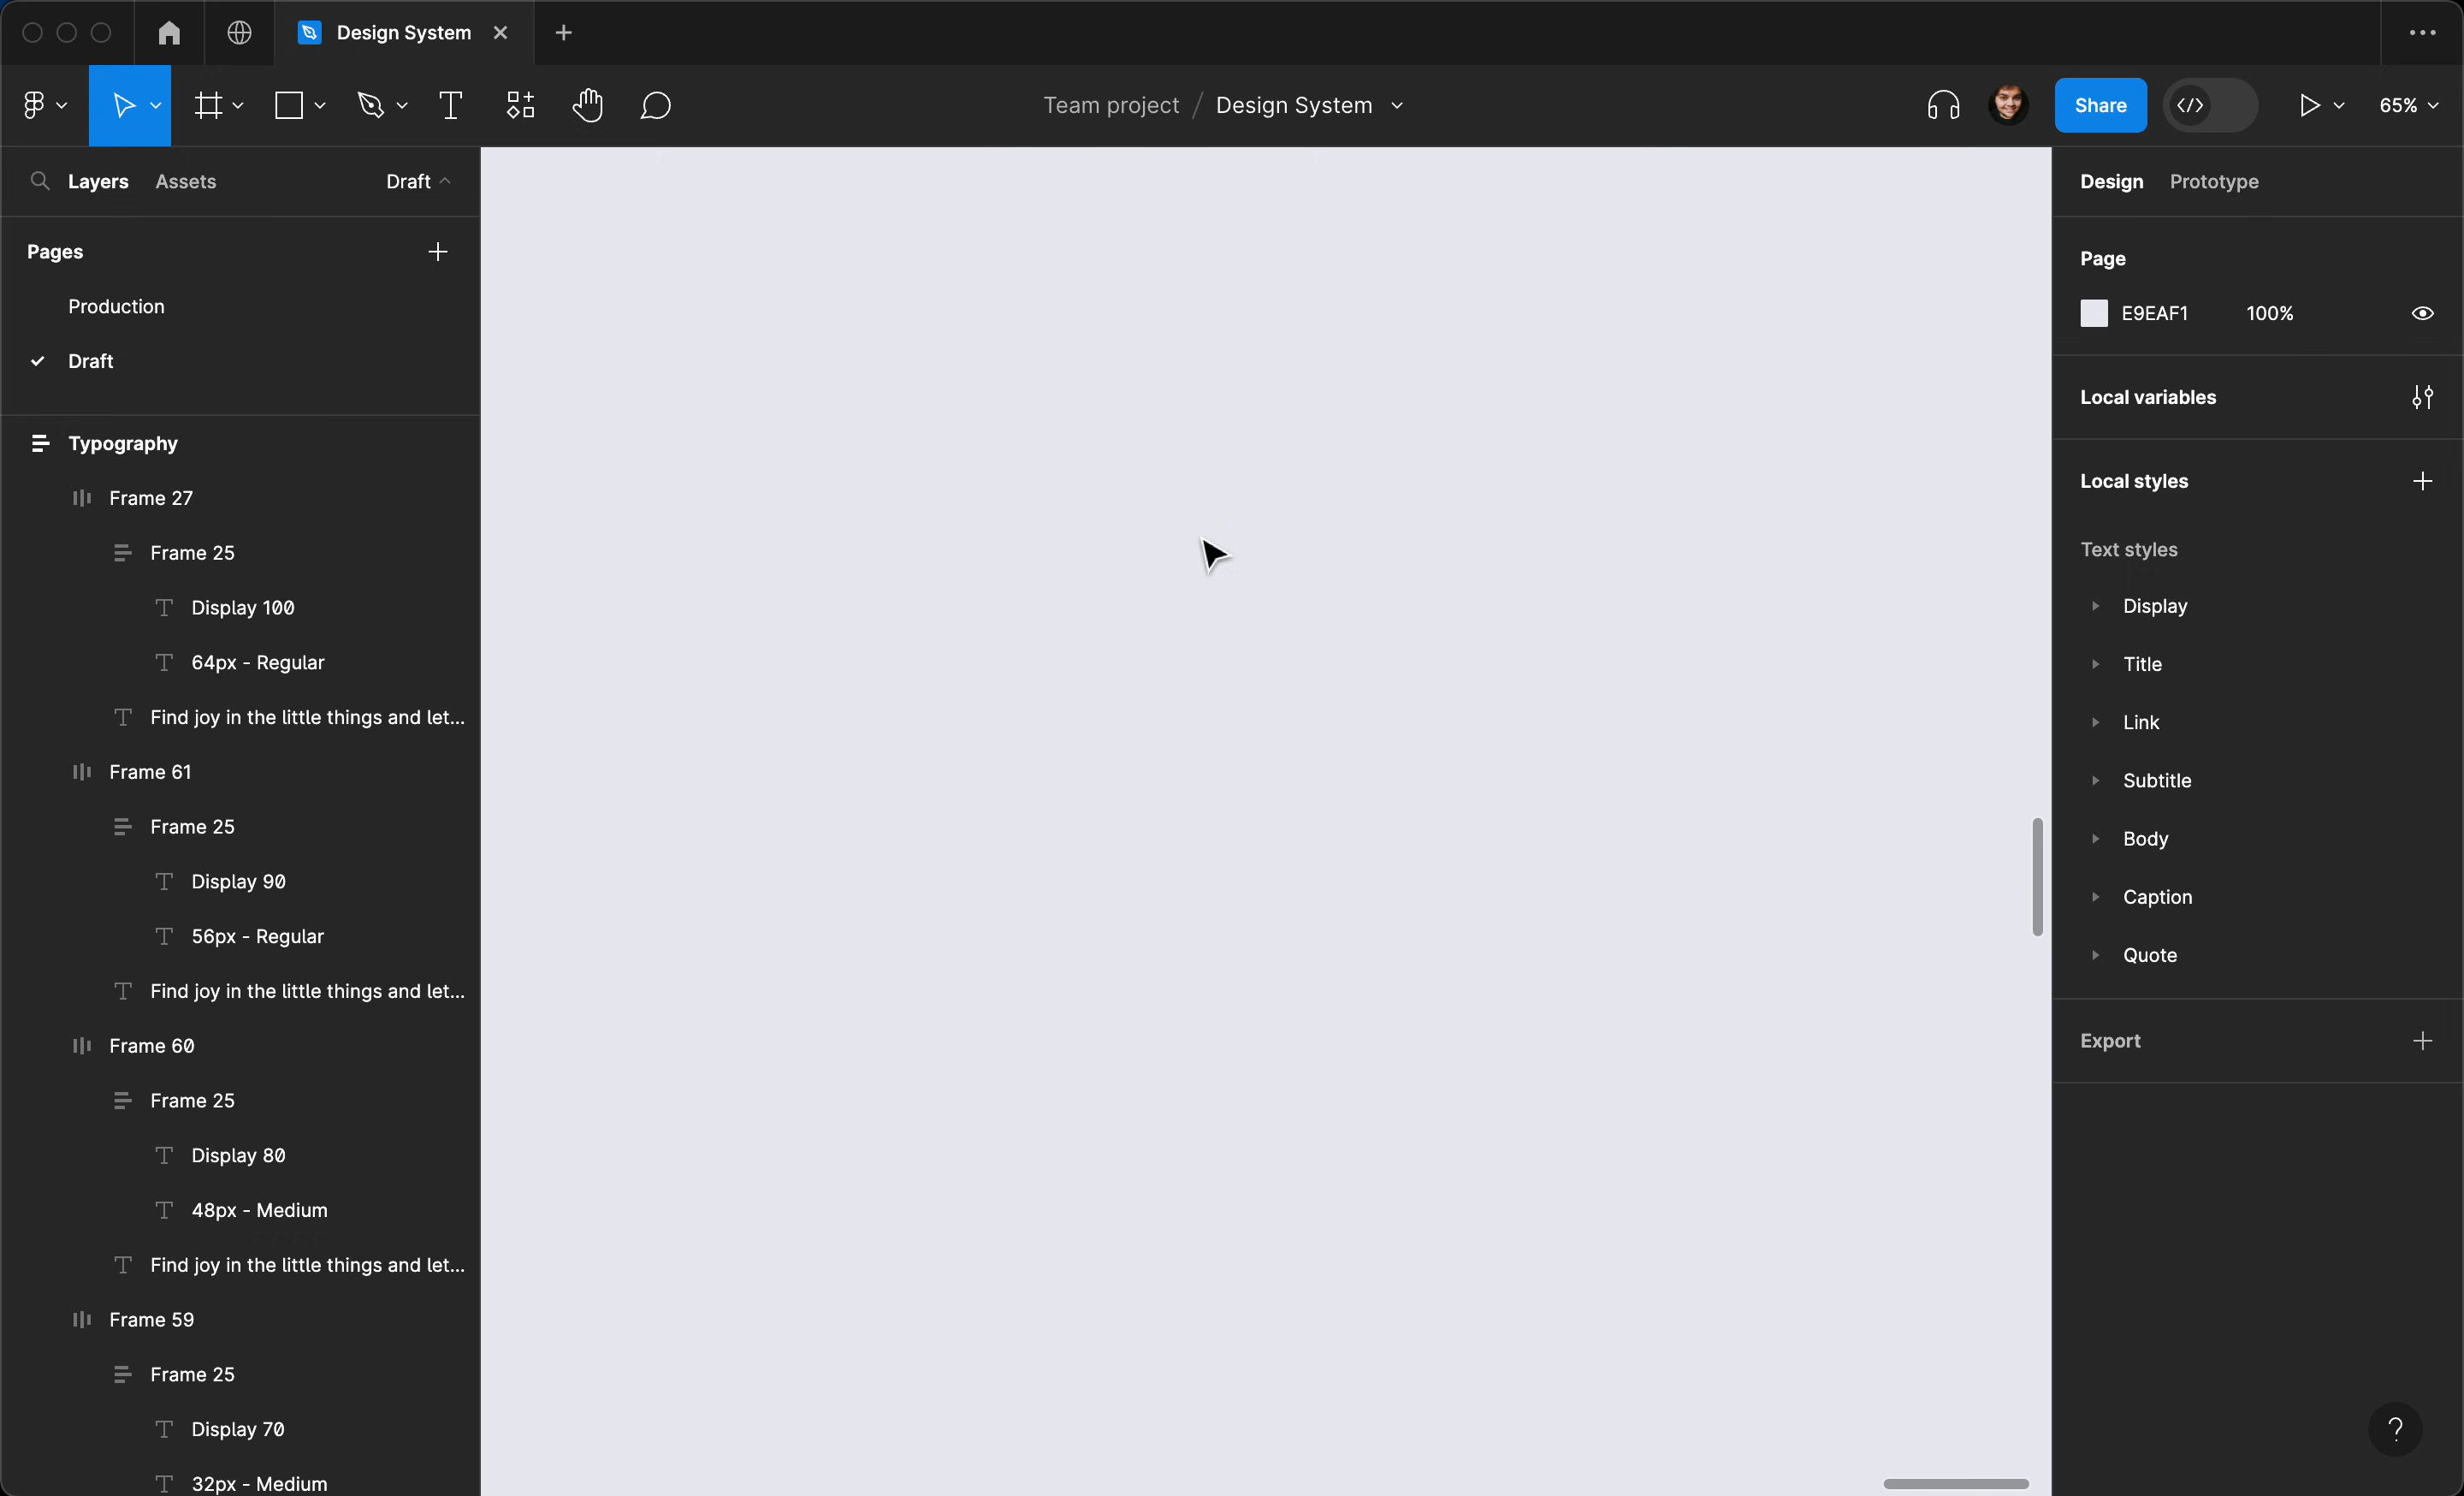 Design System
Team project / Design System
Share
65%
Layers Assets Draft
Pages
Production
Draft
Typography
Frame 27
Frame 25
Display 100
64px - Regular
Find joy in the little things and let...
Frame 61
Frame 25
Display 90
56px - Regular
Find joy in the little things and let...
Frame 60
Frame 25
Display 80
48px - Medium
Find joy in the little things and let...
Frame 59
Frame 25
Display 70
32px - Medium
Design Prototype
Page
E9EAF1 100%
Local variables
Local styles
Text styles
Display
Title
Link
Subtitle
Body
Caption
Quote
Export
?